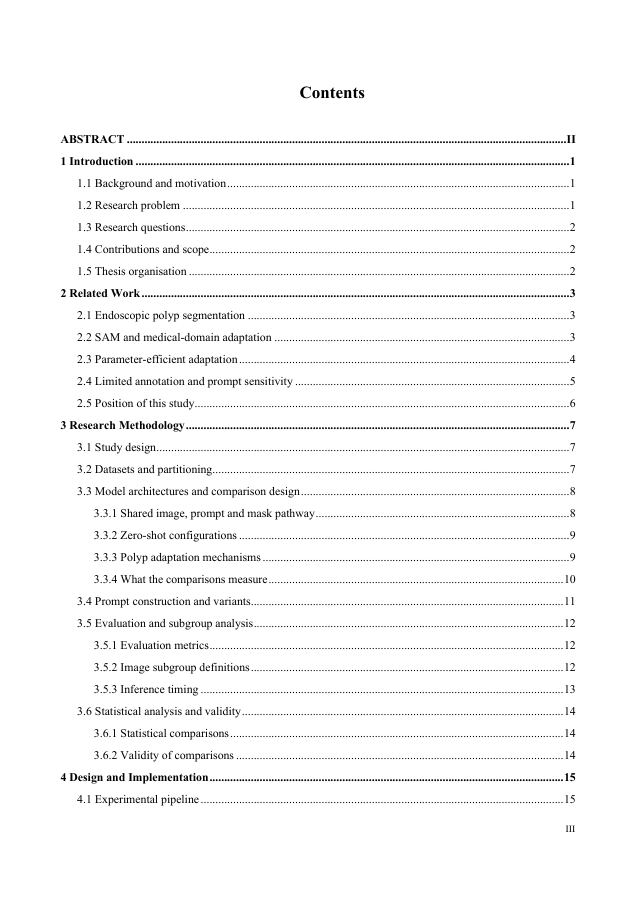 Contents
ABSTRACT ........................................................................................................................................................II
1 Introduction ....................................................................................................................................................1
1.1 Background and motivation....................................................................................................................1
1.2 Research problem ...................................................................................................................................1
1.3 Research questions..................................................................................................................................2
1.4 Contributions and scope..........................................................................................................................2
1.5 Thesis organisation .................................................................................................................................2
2 Related Work ..................................................................................................................................................3
2.1 Endoscopic polyp segmentation .............................................................................................................3
2.2 SAM and medical-domain adaptation ....................................................................................................3
2.3 Parameter-efficient adaptation ................................................................................................................4
2.4 Limited annotation and prompt sensitivity .............................................................................................5
2.5 Position of this study...............................................................................................................................6
3 Research Methodology...................................................................................................................................7
3.1 Study design............................................................................................................................................7
3.2 Datasets and partitioning.........................................................................................................................7
3.3 Model architectures and comparison design...........................................................................................8
3.3.1 Shared image, prompt and mask pathway......................................................................................8
3.3.2 Zero-shot configurations ...............................................................................................................9
3.3.3 Polyp adaptation mechanisms .......................................................................................................9
3.3.4 What the comparisons measure....................................................................................................10
3.4 Prompt construction and variants..........................................................................................................11
3.5 Evaluation and subgroup analysis.........................................................................................................12
3.5.1 Evaluation metrics........................................................................................................................12
3.5.2 Image subgroup definitions..........................................................................................................12
3.5.3 Inference timing ...........................................................................................................................13
3.6 Statistical analysis and validity.............................................................................................................14
3.6.1 Statistical comparisons.................................................................................................................14
3.6.2 Validity of comparisons ...............................................................................................................14
4 Design and Implementation.........................................................................................................................15
4.1 Experimental pipeline ...........................................................................................................................15
III